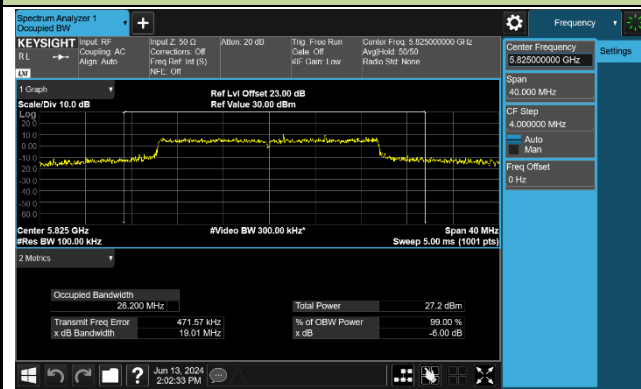 Spectrum Analyzer 1
Occupied BW
Frequency
KEYSIGHT
RL
LXI
Input: RF
Coupling: AC
Align: Auto
Input Z: 50 Ω
Corrections: Off
Freq Ref: Int (S)
NFE: Off
Atten: 20 dB
Trig: Free Run
Gate: Off
#IF Gain: Low
Center Freq: 5.825000000 GHz
Avg|Hold: 50/50
Radio Std: None
Center Frequency
5.825000000 GHz
Settings
Span
40.000 MHz
CF Step
4.000000 MHz
Auto
Man
Freq Offset
0 Hz
1 Graph
Scale/Div 10.0 dB
Ref Lvl Offset 23.00 dB
Ref Value 30.00 dBm
Log
20.0
10.0
0.00
-10.0
-20.0
-30.0
-40.0
-50.0
-60.0
Center 5.825 GHz
#Video BW 300.00 kHz*
Span 40 MHz
#Res BW 100.00 kHz
Sweep 5.00 ms (1001 pts)
2 Metrics
Occupied Bandwidth
26.200 MHz
Total Power 27.2 dBm
Transmit Freq Error 471.57 kHz
% of OBW Power 99.00 %
x dB Bandwidth 19.01 MHz
x dB -6.00 dB
?
Jun 13, 2024
2:02:33 PM